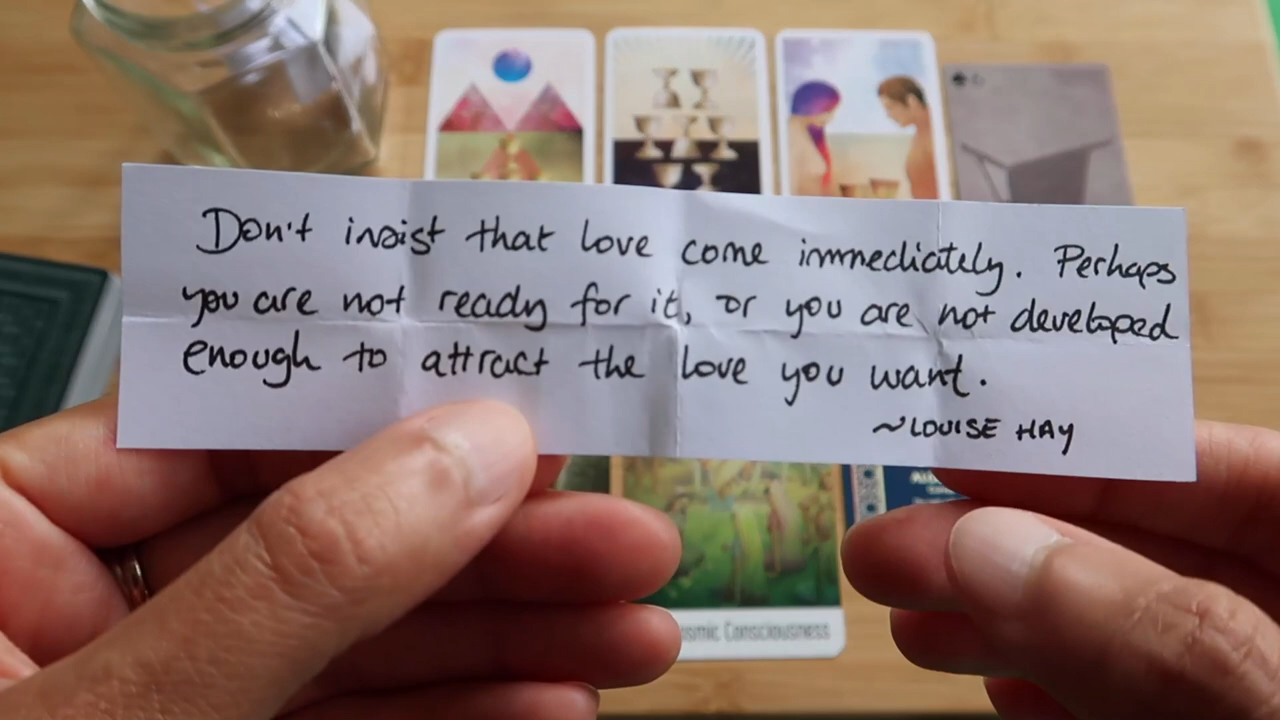 Don't insist that love come immediately. Perhaps
you are not ready for it, or you are not developed
enough to attract the love you want.
~LOUISE HAY
Consciousness